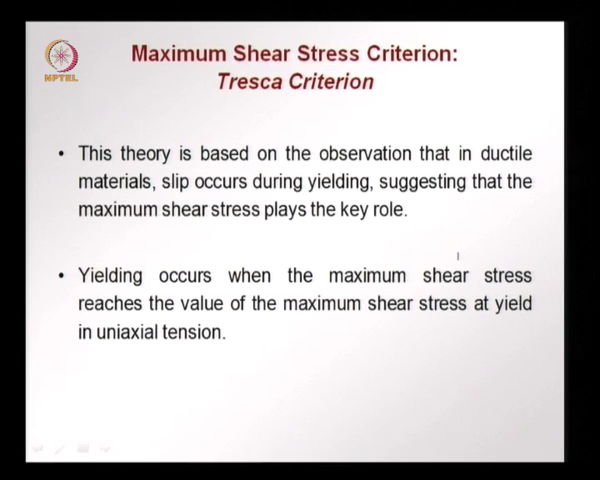 NPTEL
Maximum Shear Stress Criterion:
Tresca Criterion
• This theory is based on the observation that in ductile
materials, slip occurs during yielding, suggesting that the
maximum shear stress plays the key role.
• Yielding occurs when the maximum shear stress
reaches the value of the maximum shear stress at yield
in uniaxial tension.